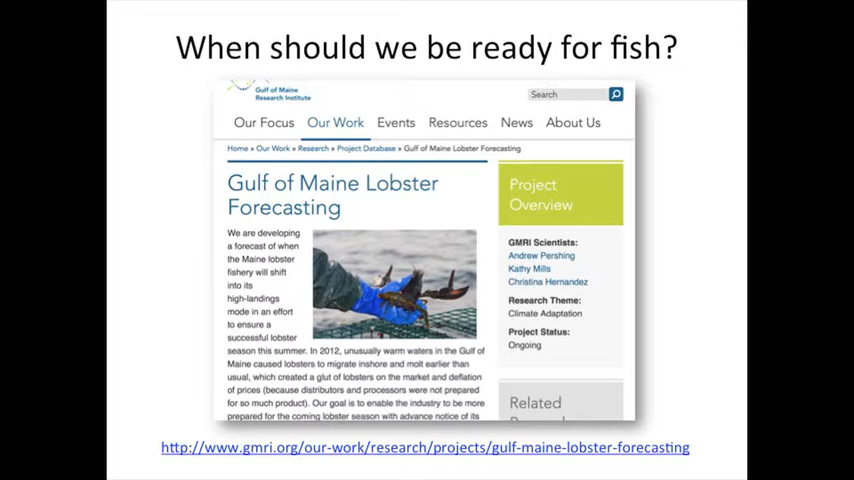 When should we be ready for fish?
Gulf of Maine
Research Institute
Search
Our Focus Our Work Events Resources News About Us
Home » Our Work » Research » Project Database » Gulf of Maine Lobster Forecasting
Gulf of Maine Lobster
Forecasting
We are developing
a forecast of when
the Maine lobster
fishery will shift
into its
high-landings
mode in an effort
to ensure a
successful lobster
season this summer. In 2012, unusually warm waters in the Gulf of
Maine caused lobsters to migrate inshore and molt earlier than
usual, which created a glut of lobsters on the market and deflation
of prices (because distributors and processors were not prepared
for so much product). Our goal is to enable the industry to be more
prepared for the coming lobster season with advance notice of its
Project
Overview
GMRI Scientists:
Andrew Pershing
Kathy Mills
Christina Hernandez
Research Theme:
Climate Adaptation
Project Status:
Ongoing
Related
http://www.gmri.org/our-work/research/projects/gulf-maine-lobster-forecasting